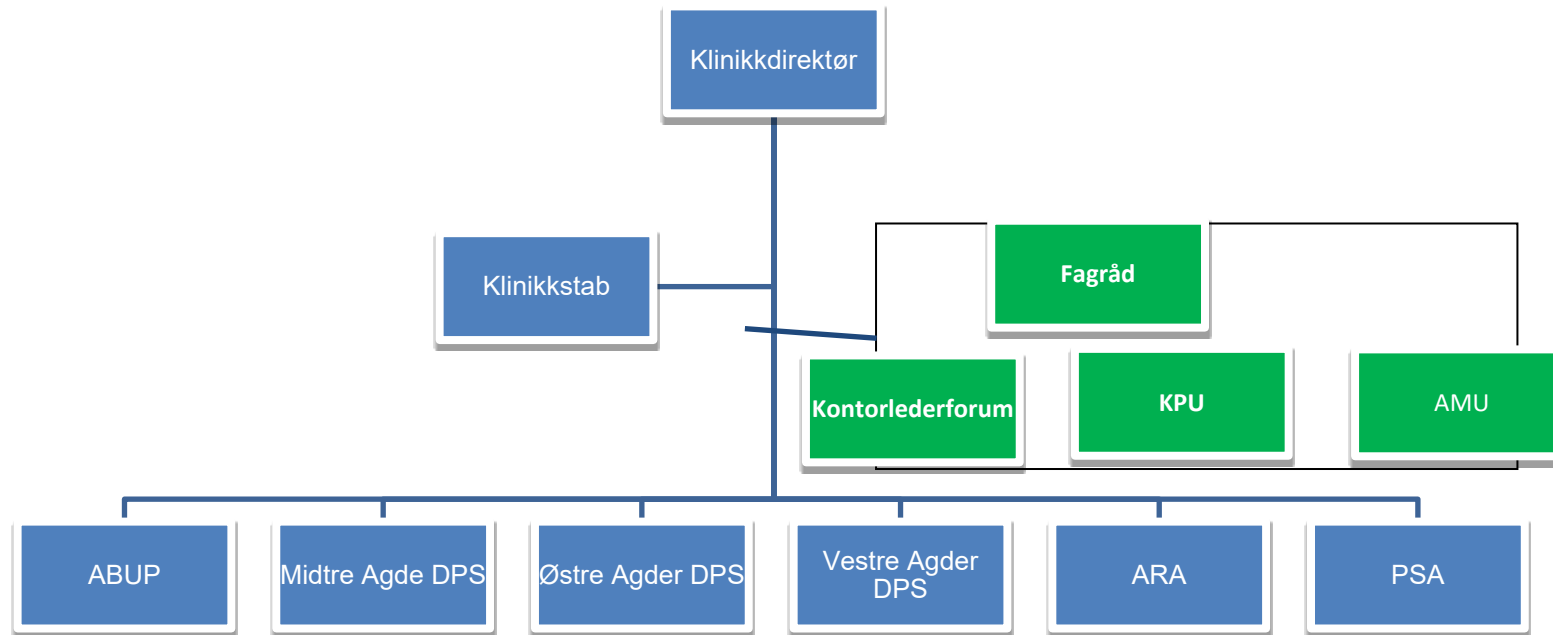 Klinikkdirektør
Klinikkstab
Fagråd
Kontorlederforum
KPU
AMU
ABUP
Midtre Agde DPS
Østre Agder DPS
Vestre Agder
DPS
ARA
PSA